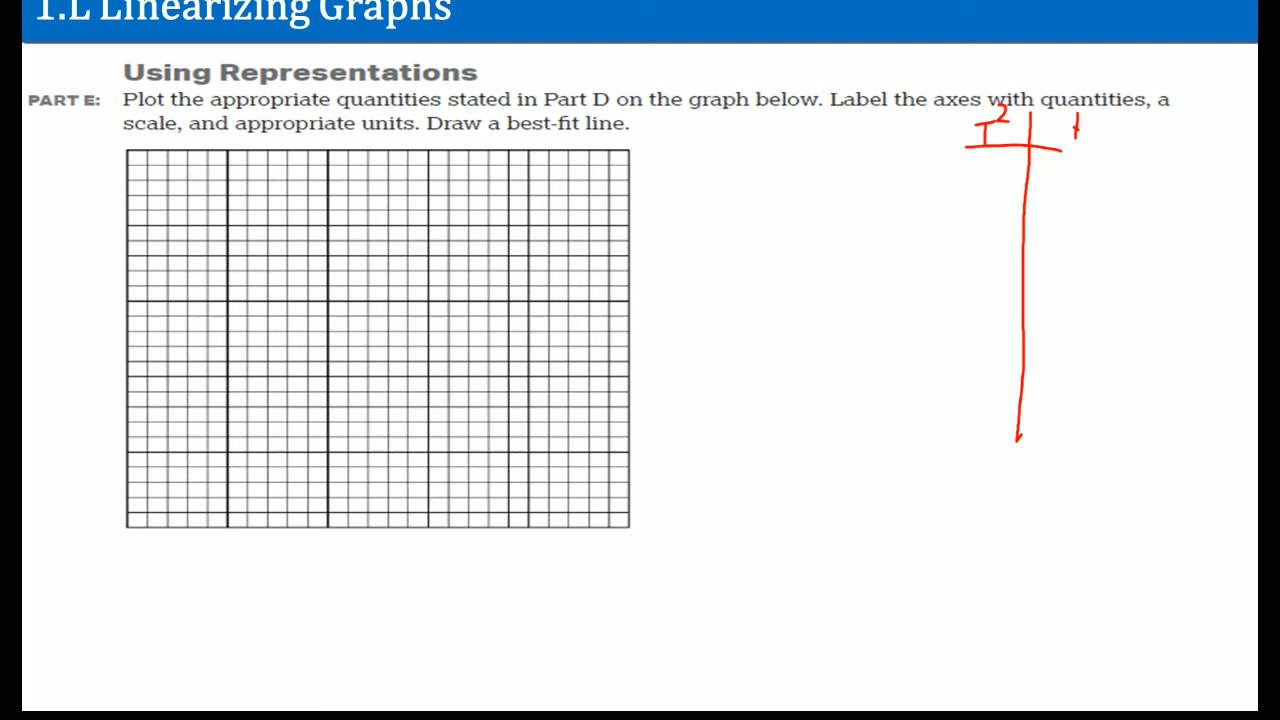 1.L Linearizing Graphs
Using Representations
PART E: Plot the appropriate quantities stated in Part D on the graph below. Label the axes with quantities, a
scale, and appropriate units. Draw a best-fit line.